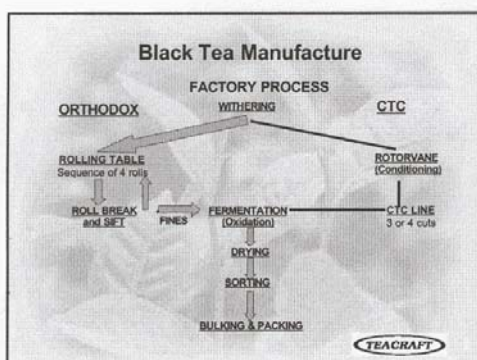 Black Tea Manufacture
FACTORY PROCESS
ORTHODOX
WITHERING
CTC
ROLLING TABLE
Sequence of 4 rolls
ROTORVANE
(Conditioning)
ROLL BREAK
and SIFT
FINES
FERMENTATION
(Oxidation)
CTC LINE
3 or 4 cuts
DRYING
SORTING
BULKING & PACKING
TEACRAFT